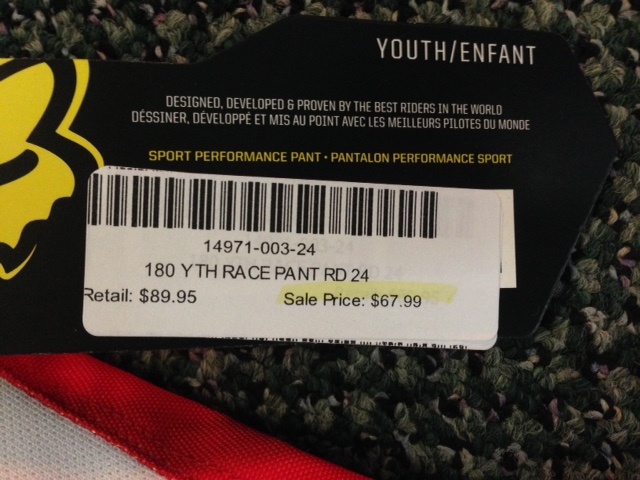 YOUTH/ENFANT
DESIGNED, DEVELOPED & PROVEN BY THE BEST RIDERS IN THE WORLD
DÉSSINER, DÉVELOPPÉ ET MIS AU POINT AVEC LES MEILLEURS PILOTES DU MONDE
SPORT PERFORMANCE PANT • PANTALON PERFORMANCE SPORT
14971-003-24
180 YTH RACE PANT RD 24
Retail: $89.95 Sale Price: $67.99